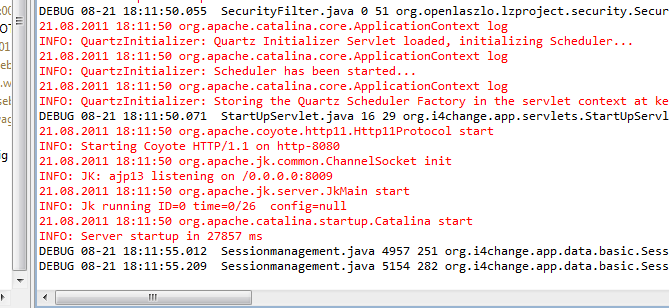 DEBUG 08-21 18:11:50.055 SecurityFilter.java 0 51 org.openlaszlo.lzproject.security.Secur
21.08.2011 18:11:50 org.apache.catalina.core.ApplicationContext log
INFO: QuartzInitializer: Quartz Initializer Servlet loaded, initializing Scheduler...
21.08.2011 18:11:50 org.apache.catalina.core.ApplicationContext log
INFO: QuartzInitializer: Scheduler has been started...
21.08.2011 18:11:50 org.apache.catalina.core.ApplicationContext log
INFO: QuartzInitializer: Storing the Quartz Scheduler Factory in the servlet context at ke
DEBUG 08-21 18:11:50.071 StartUpServlet.java 16 29 org.i4change.app.servlets.StartUpServl
21.08.2011 18:11:50 org.apache.coyote.http11.Http11Protocol start
INFO: Starting Coyote HTTP/1.1 on http-8080
21.08.2011 18:11:50 org.apache.jk.common.ChannelSocket init
INFO: JK: ajp13 listening on /0.0.0.0:8009
21.08.2011 18:11:50 org.apache.jk.server.JkMain start
INFO: Jk running ID=0 time=0/26 config=null
21.08.2011 18:11:50 org.apache.catalina.startup.Catalina start
INFO: Server startup in 27857 ms
DEBUG 08-21 18:11:55.012 Sessionmanagement.java 4957 251 org.i4change.app.data.basic.Sess
DEBUG 08-21 18:11:55.209 Sessionmanagement.java 5154 282 org.i4change.app.data.basic.Sess